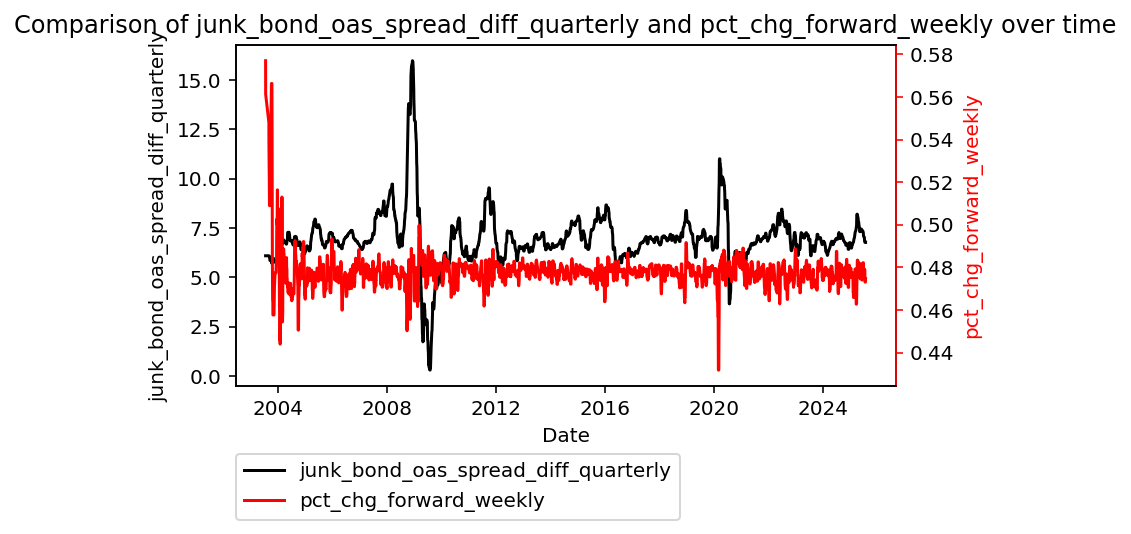 Comparison of junk_bond_oas_spread_diff_quarterly and pct_chg_forward_weekly over time
junk_bond_oas_spread_diff_quarterly
15.0
12.5
10.0
7.5
5.0
2.5
0.0
0.58
0.56
0.54
0.52
0.50
0.48
0.46
0.44
pct_chg_forward_weekly
2004 2008 2012 2016 2020 2024
Date
junk_bond_oas_spread_diff_quarterly
pct_chg_forward_weekly